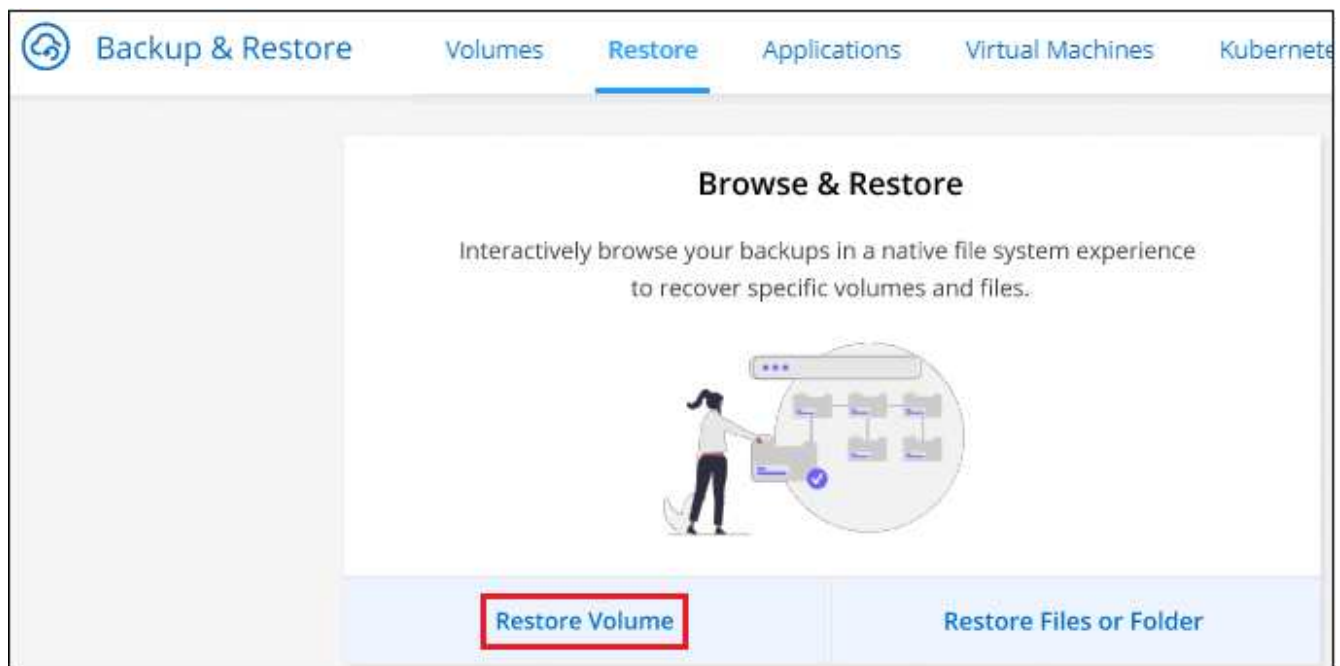 Backup & Restore Volumes Restore Applications Virtual Machines Kubernete
Browse & Restore
Interactively browse your backups in a native file system experience
to recover specific volumes and files.
Restore Volume Restore Files or Folder